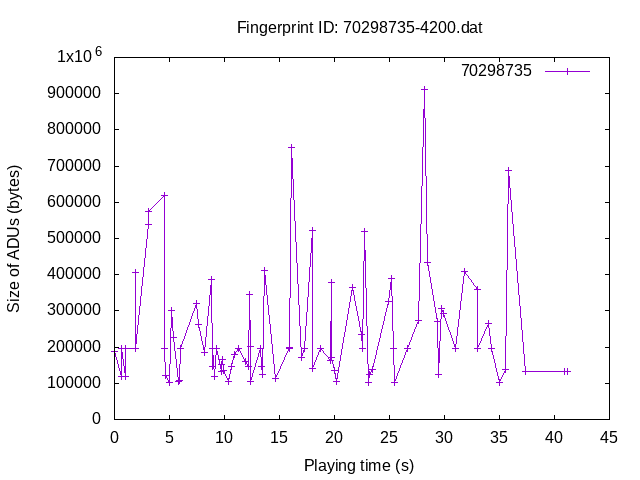 Fingerprint ID: 70298735-4200.dat
1x10^6
900000
800000
700000
600000
500000
400000
300000
200000
100000
0
70298735
Size of ADUs (bytes)
0 5 10 15 20 25 30 35 40 45
Playing time (s)